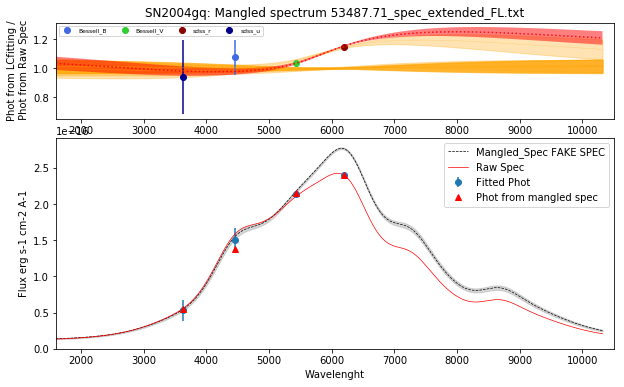 SN2004gq: Mangled spectrum 53487.71_spec_extended_FL.txt
Phot from LCfitting /
Phot from Raw Spec
1.2
1.0
0.8
Bessell_B
Bessell_V
sdss_r
sdss_u
2000 3000 4000 5000 6000 7000 8000 9000 10000
1e−16
Flux erg s-1 cm-2 A-1
2.5
2.0
1.5
1.0
0.5
0.0
Mangled_Spec FAKE SPEC
Raw Spec
Fitted Phot
Phot from mangled spec
2000 3000 4000 5000 6000 7000 8000 9000 10000
Wavelenght